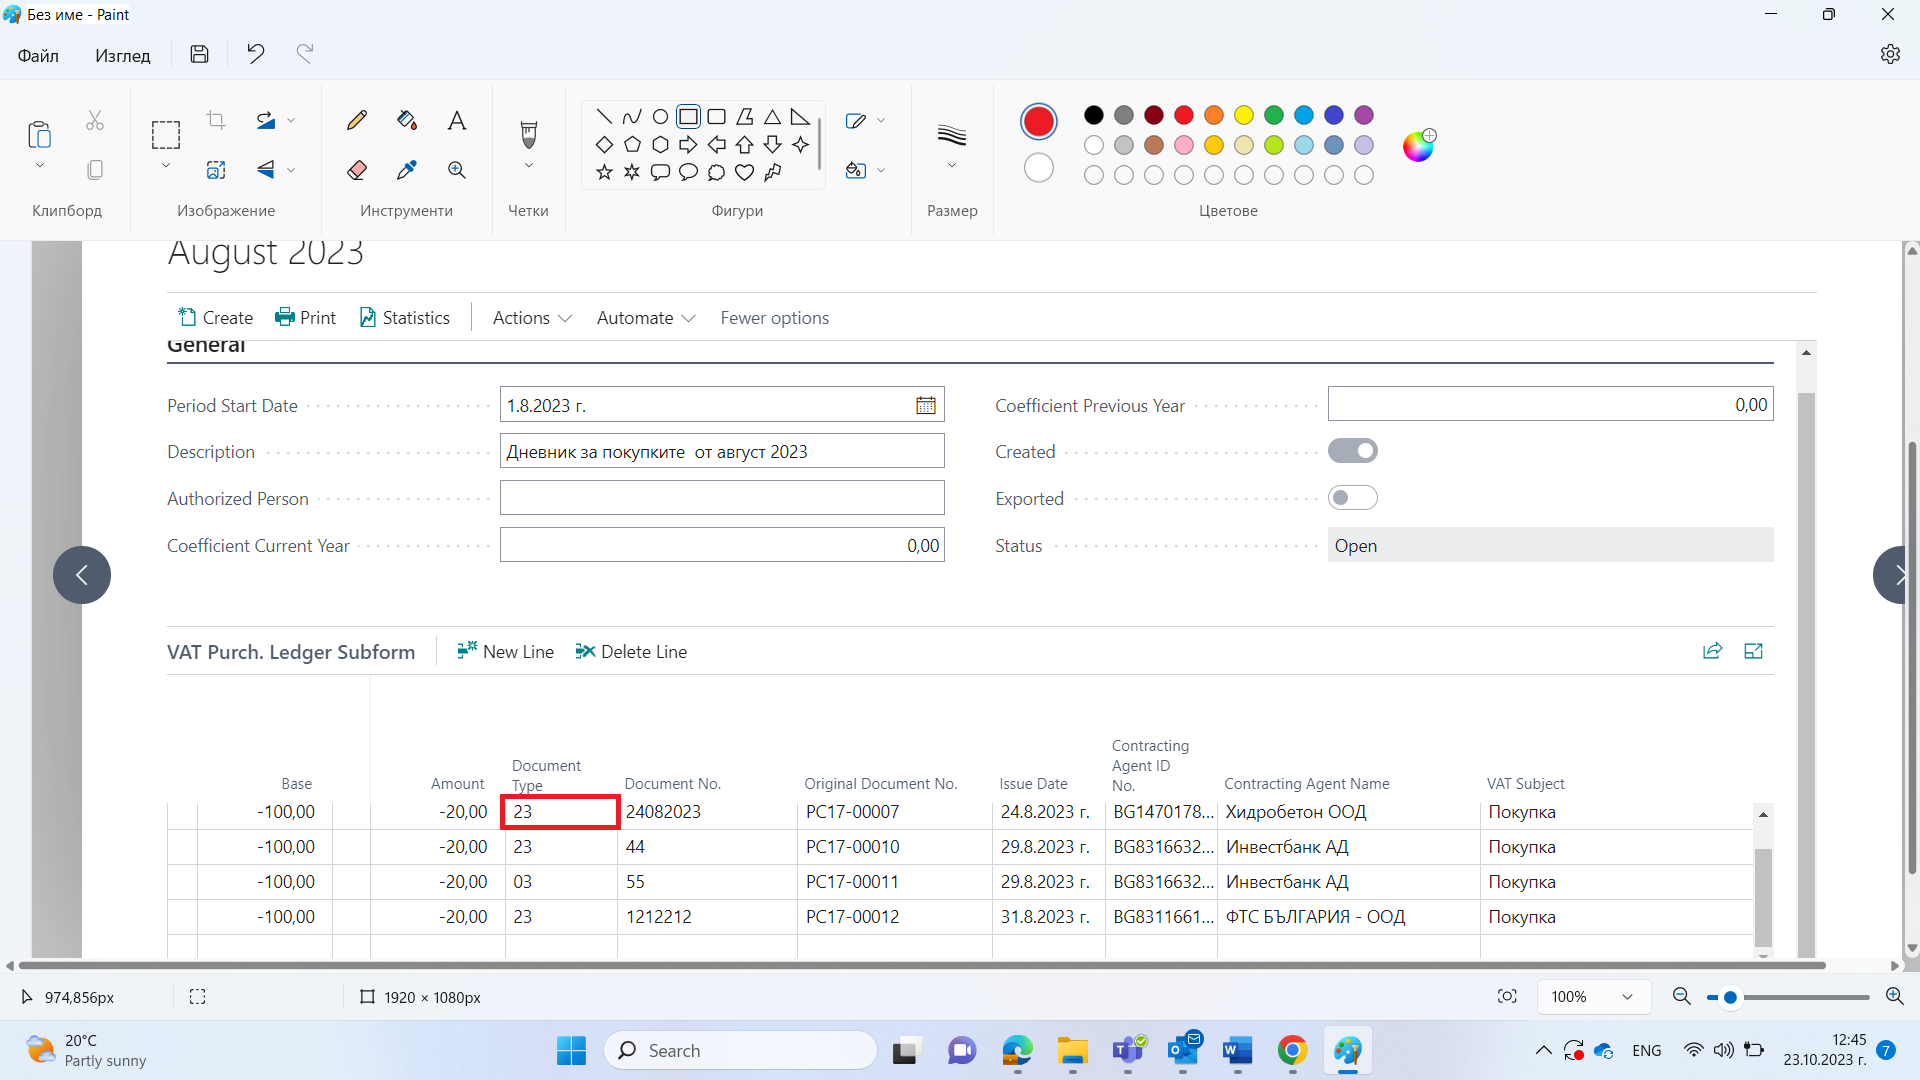 Без име - Paint
Файл Изглед
Клипборд Изображение Инструменти Четки Фигури Размер Цветове
August 2023
Create Print Statistics Actions Automate Fewer options
General
Period Start Date 1.8.2023 г. Coefficient Previous Year 0,00
Description Дневник за покупките от август 2023 Created
Authorized Person Exported
Coefficient Current Year 0,00 Status Open
VAT Purch. Ledger Subform New Line Delete Line
Base Amount Document Type Document No. Original Document No. Issue Date Contracting Agent ID No. Contracting Agent Name VAT Subject
-100,00 -20,00 23 24082023 PC17-00007 24.8.2023 г. BG1470178... Хидробетон ООД Покупка
-100,00 -20,00 23 44 PC17-00010 29.8.2023 г. BG8316632... Инвестбанк АД Покупка
-100,00 -20,00 03 55 PC17-00011 29.8.2023 г. BG8316632... Инвестбанк АД Покупка
-100,00 -20,00 23 1212212 PC17-00012 31.8.2023 г. BG8311661... ФТС БЪЛГАРИЯ - ООД Покупка
974,856px 1920 × 1080px 100%
20°C
Partly sunny
Search
ENG
12:45
23.10.2023 г.
7